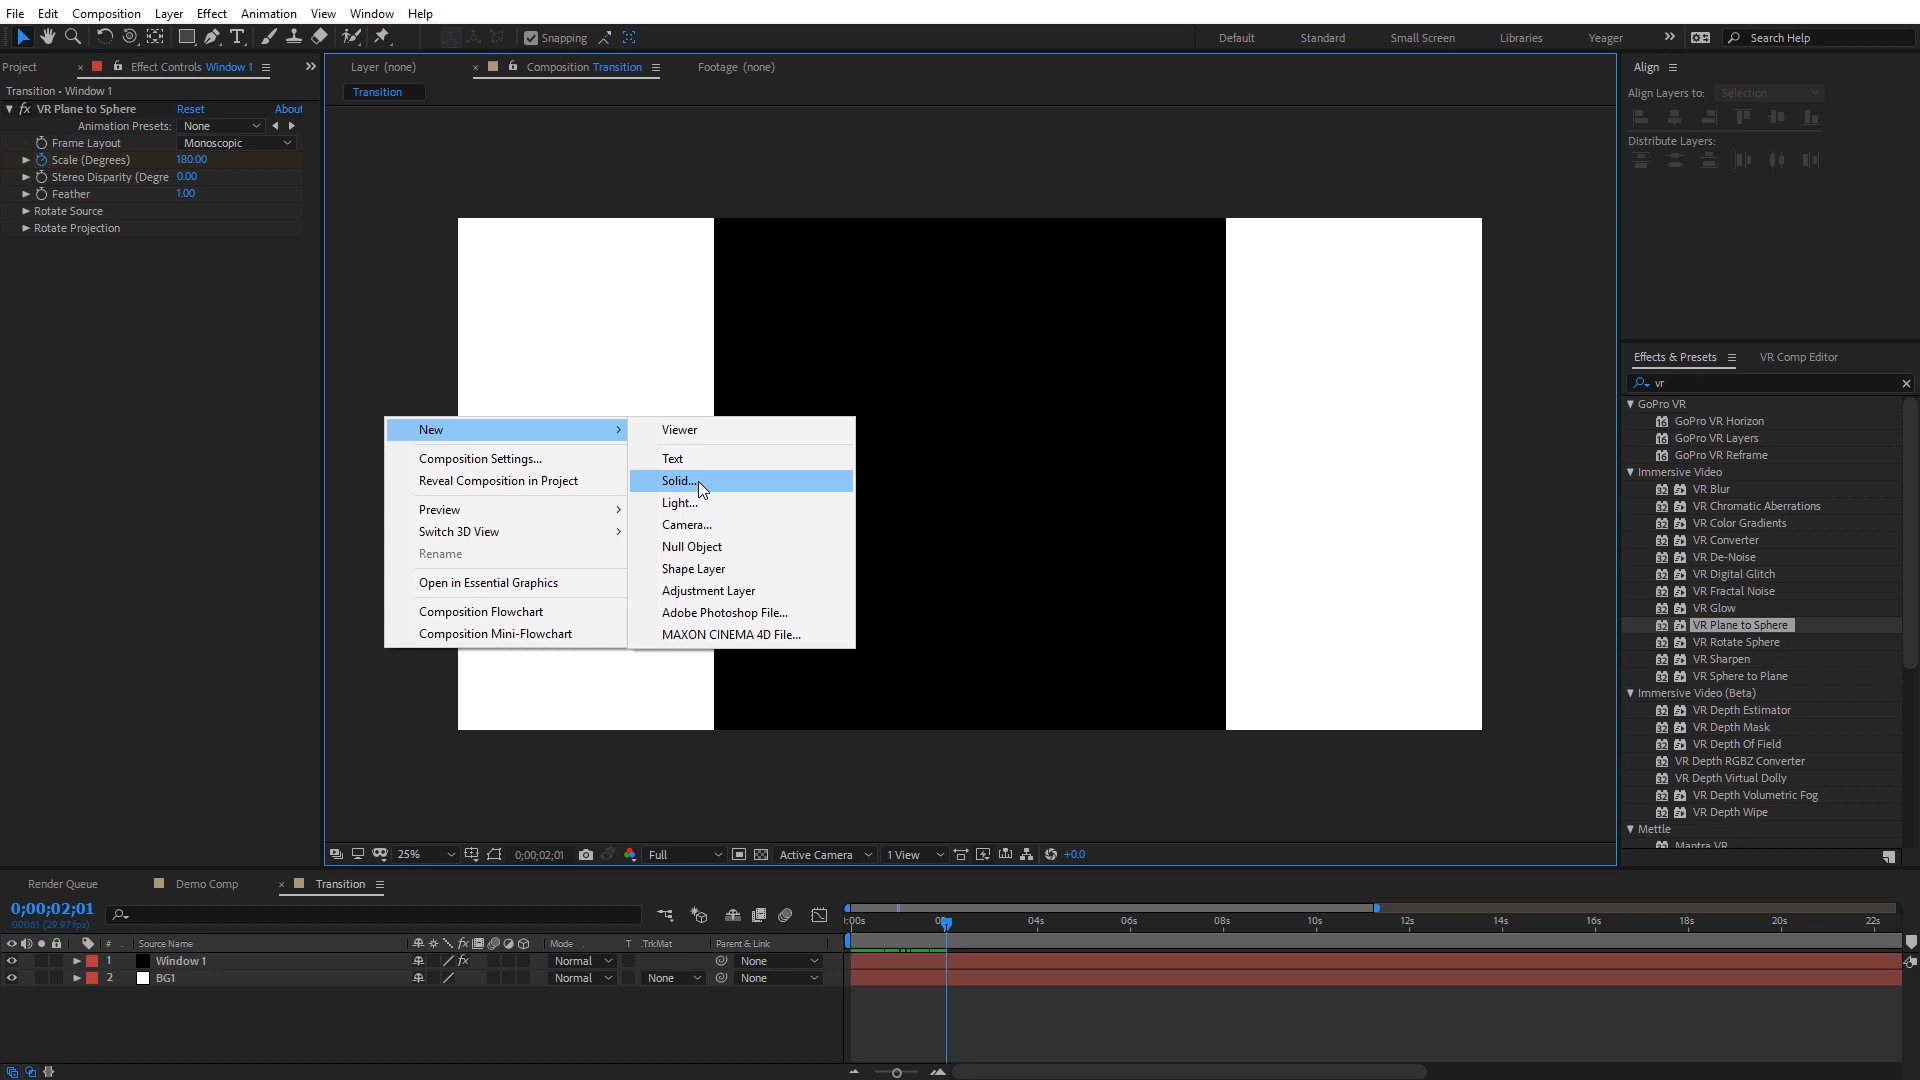 File Edit Composition Layer Effect Animation View Window Help
Snapping
Default Standard Small Screen Libraries Yeager >> Search Help
Project × Effect Controls Window 1 >>
Layer (none) × Composition Transition Footage (none)
Align
Transition • Window 1
Transition
Align Layers to: Selection
fx VR Plane to Sphere Reset About
Animation Presets: None
Frame Layout Monoscopic
Distribute Layers:
Scale (Degrees) 180.00
Stereo Disparity (Degre 0.00
Feather 1.00
Rotate Source
Rotate Projection
Effects & Presets VR Comp Editor
vr
GoPro VR
GoPro VR Horizon
GoPro VR Layers
GoPro VR Reframe
Immersive Video
VR Blur
VR Chromatic Aberrations
VR Color Gradients
VR Converter
VR De-Noise
VR Digital Glitch
VR Fractal Noise
VR Glow
VR Plane to Sphere
VR Rotate Sphere
VR Sharpen
VR Sphere to Plane
Immersive Video (Beta)
VR Depth Estimator
VR Depth Mask
VR Depth Of Field
VR Depth RGBZ Converter
VR Depth Virtual Dolly
VR Depth Volumetric Fog
VR Depth Wipe
Mettle
Mantra VR
New
Composition Settings...
Reveal Composition in Project
Preview
Switch 3D View
Rename
Open in Essential Graphics
Composition Flowchart
Composition Mini-Flowchart
Viewer
Text
Solid...
Light...
Camera...
Null Object
Shape Layer
Adjustment Layer
Adobe Photoshop File...
MAXON CINEMA 4D File...
25% 0;00;02;01 Full Active Camera 1 View +0.0
Render Queue Demo Comp × Transition
0;00;02;01
00061 (29.97 fps)
):00s 04s 06s 08s 10s 12s 14s 16s 18s 20s 22s
# Source Name fx Mode T .TrkMat Parent & Link
1 Window 1 fx Normal None
2 BG1 Normal None None